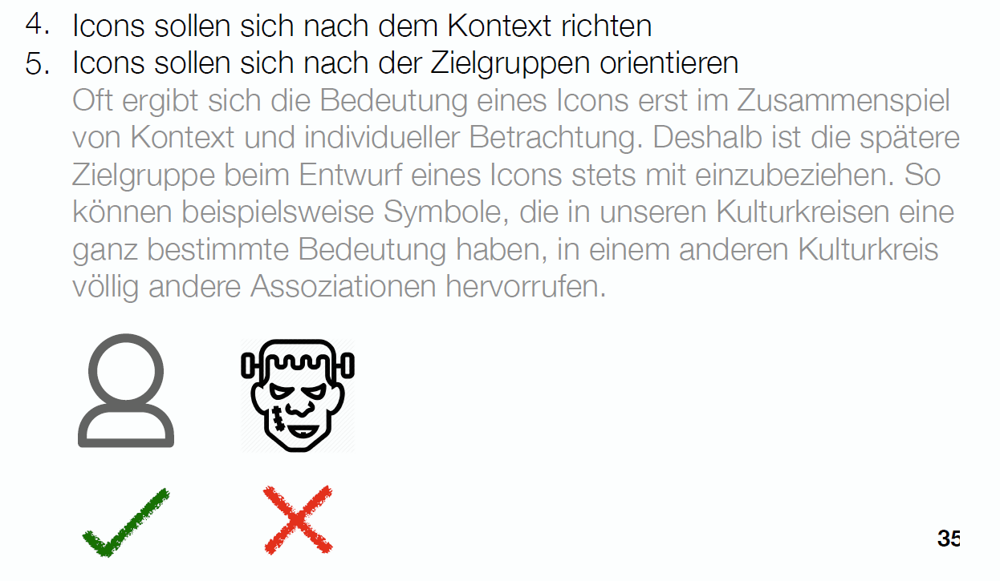 4. Icons sollen sich nach dem Kontext richten
5. Icons sollen sich nach der Zielgruppen orientieren
Oft ergibt sich die Bedeutung eines Icons erst im Zusammenspiel
von Kontext und individueller Betrachtung. Deshalb ist die spätere
Zielgruppe beim Entwurf eines Icons stets mit einzubeziehen. So
können beispielsweise Symbole, die in unseren Kulturkreisen eine
ganz bestimmte Bedeutung haben, in einem anderen Kulturkreis
völlig andere Assoziationen hervorrufen.
35